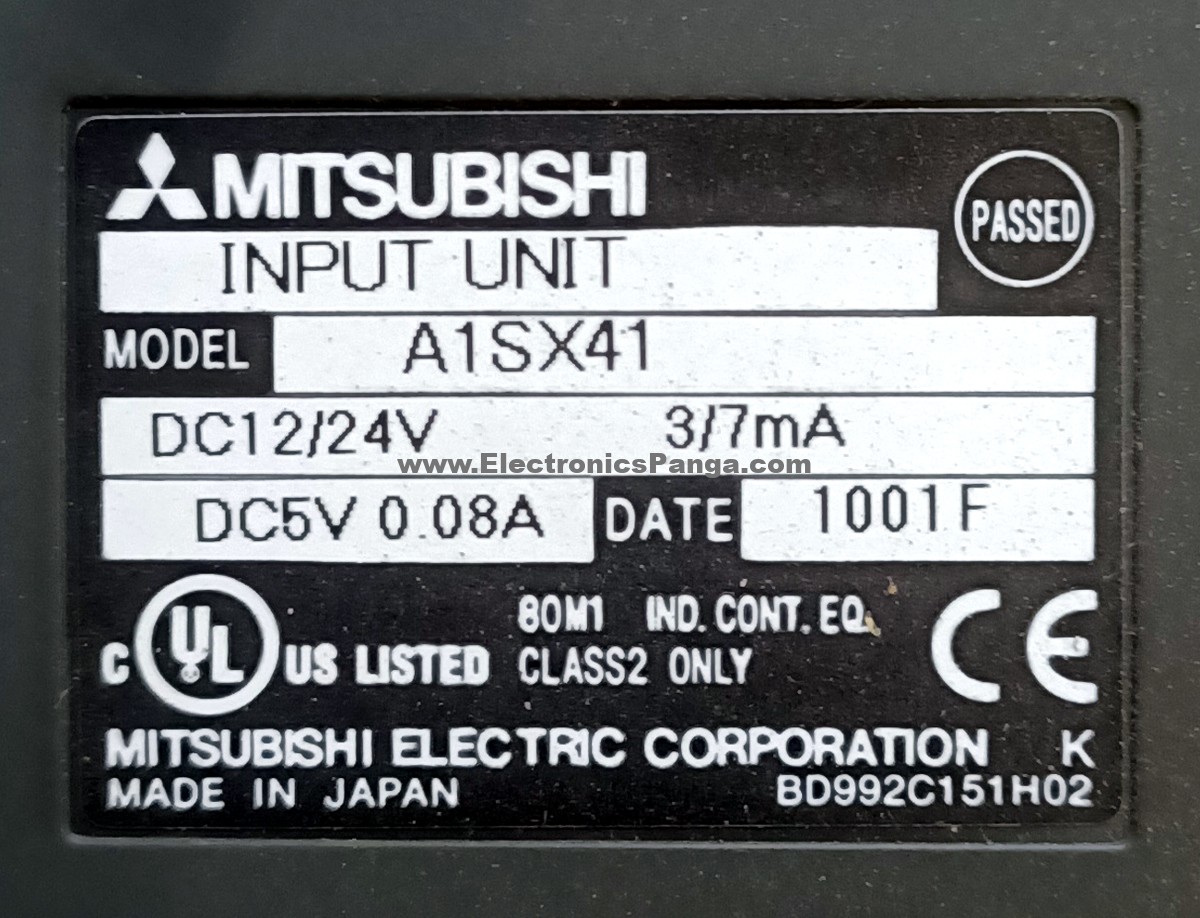 MITSUBISHI
PASSED
INPUT UNIT
MODEL A1SX41
DC12/24V 3/7mA
www.ElectronicsPanga.com
DC5V 0.08A DATE 1001F
80M1 IND. CONT. EQ.
C UL US LISTED CLASS2 ONLY CE
MITSUBISHI ELECTRIC CORPORATION K
MADE IN JAPAN BD992C151H02